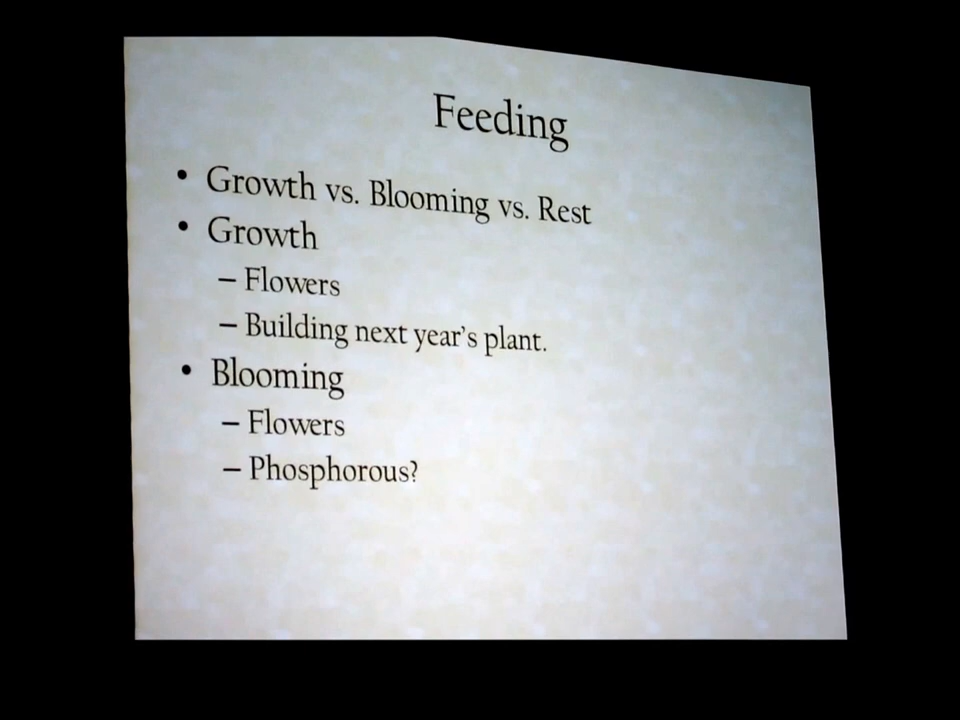 Feeding
• Growth vs. Blooming vs. Rest
• Growth
– Flowers
– Building next year's plant.
• Blooming
– Flowers
– Phosphorous?